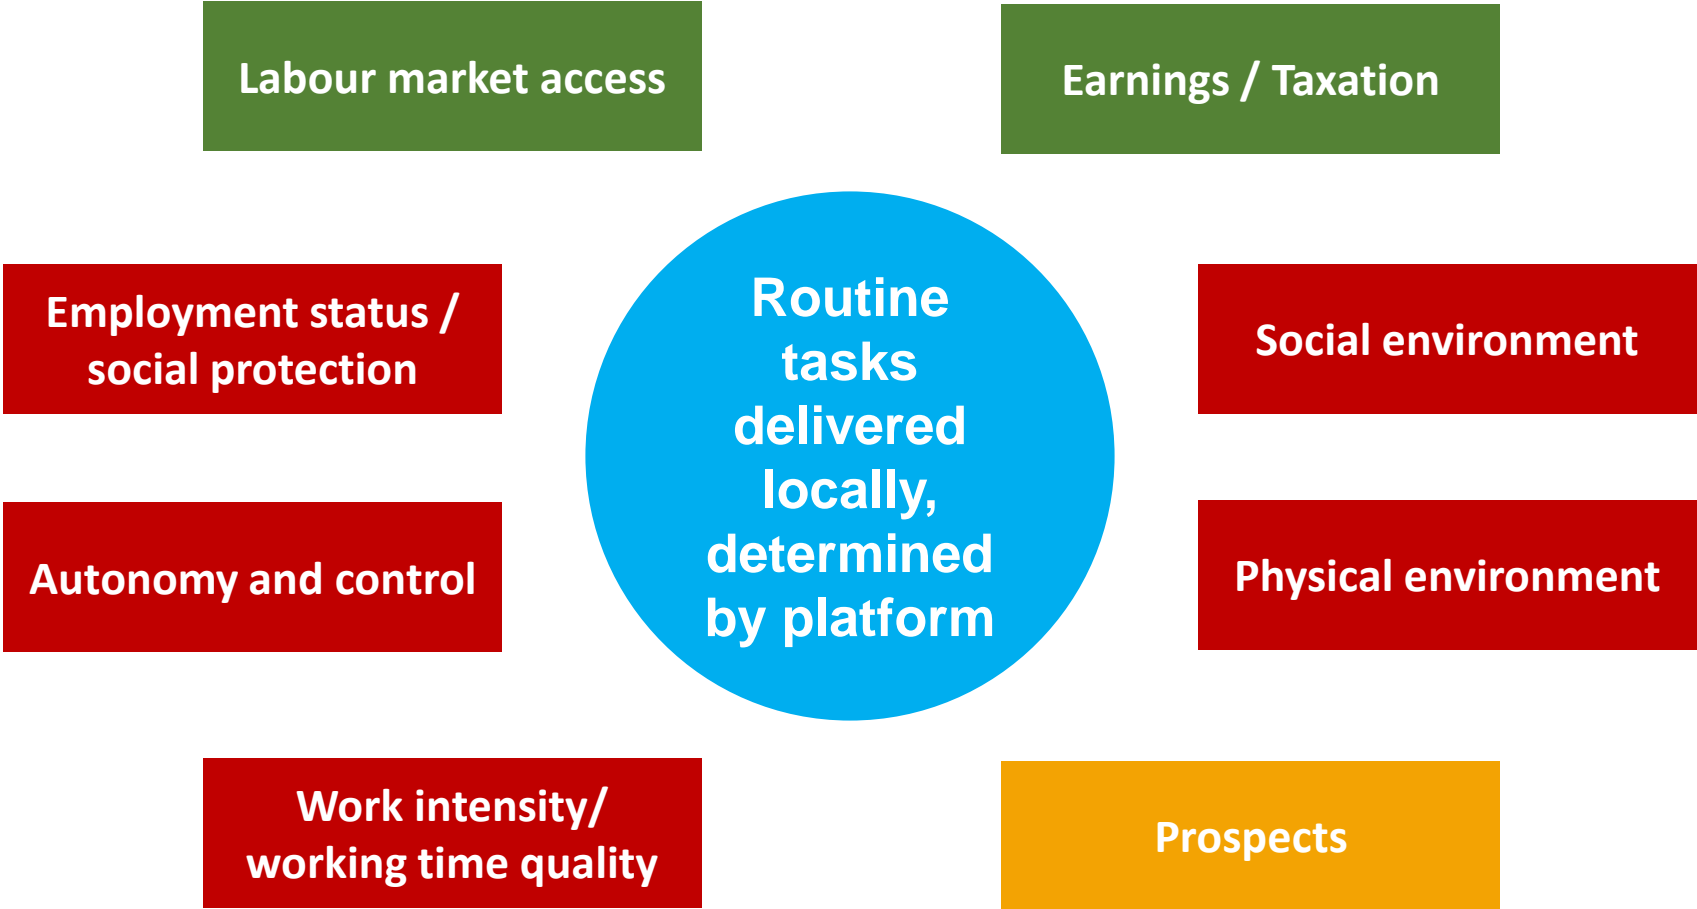 Labour market access
Earnings / Taxation
Employment status /
social protection
Routine
tasks
delivered
locally,
determined
by platform
Social environment
Autonomy and control
Physical environment
Work intensity/
working time quality
Prospects